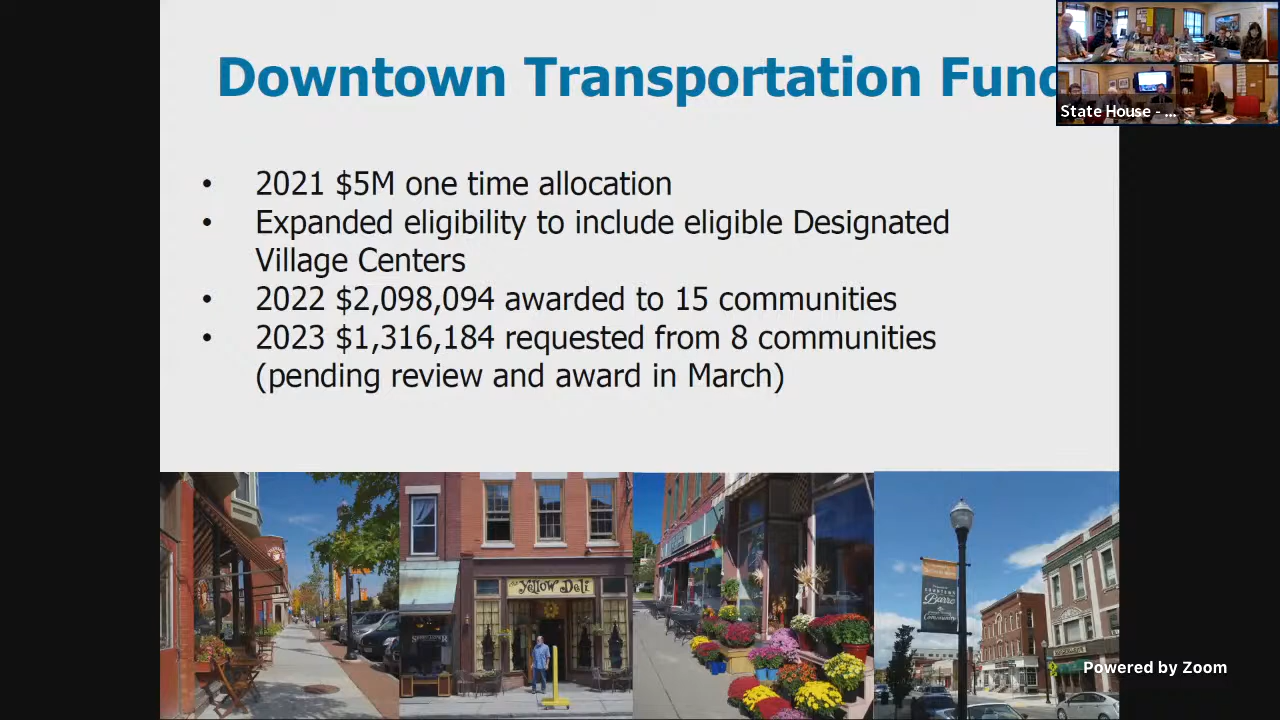 Downtown Transportation Fund
State House - ...
• 2021 $5M one time allocation
• Expanded eligibility to include eligible Designated
Village Centers
• 2022 $2,098,094 awarded to 15 communities
• 2023 $1,316,184 requested from 8 communities
(pending review and award in March)
Yellow Deli
Barre
Community
Powered by Zoom